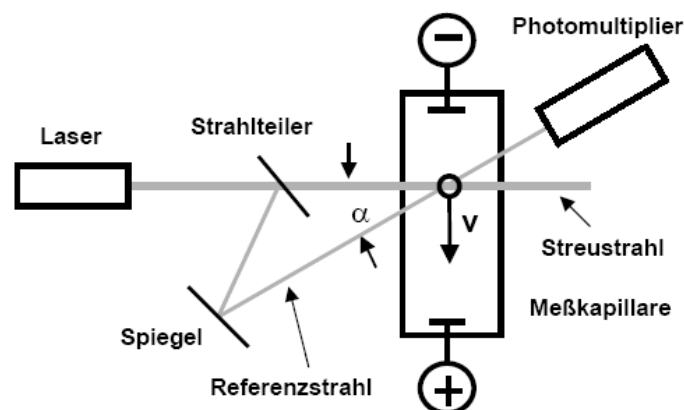 Photomultiplier
Laser
Strahlteiler
α
V
Streustrahl
Meßkapillare
Spiegel
Referenzstrahl